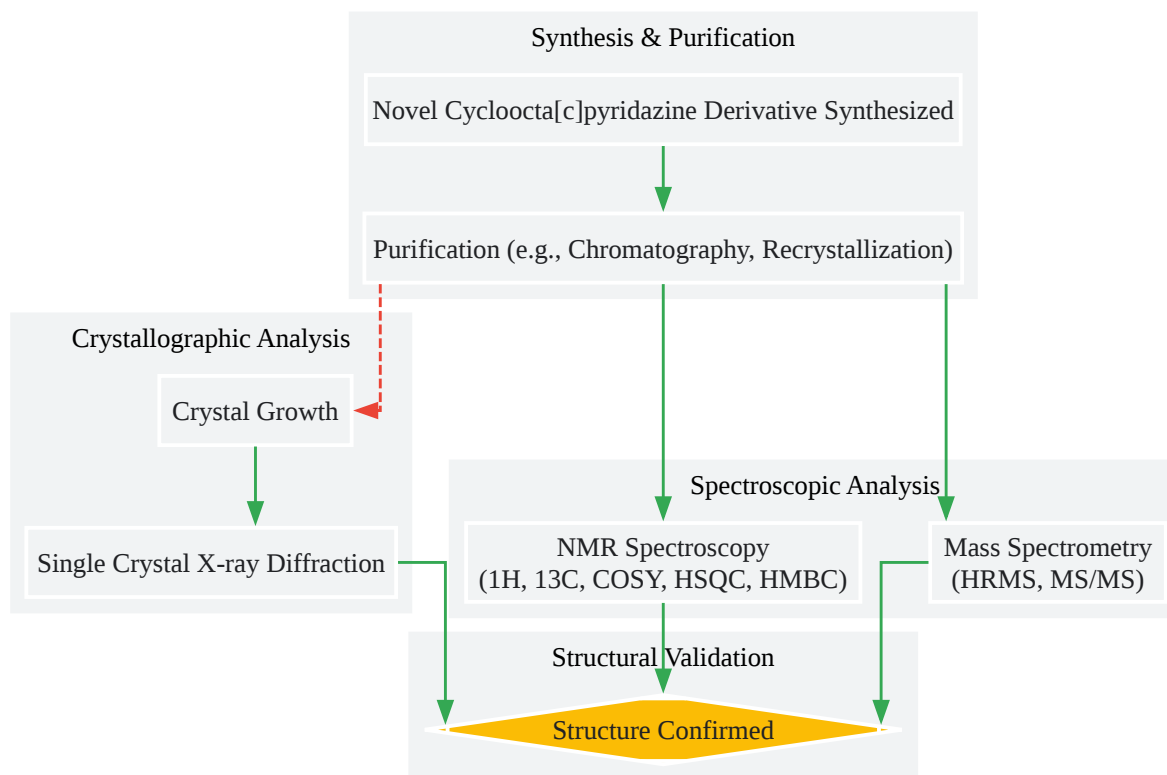 Synthesis & Purification
Novel Cycloocta[c]pyridazine Derivative Synthesized
Purification (e.g., Chromatography, Recrystallization)
Crystallographic Analysis
Crystal Growth
Single Crystal X-ray Diffraction
Spectroscopic Analysis
NMR Spectroscopy
(1H, 13C, COSY, HSQC, HMBC)
Mass Spectrometry
(HRMS, MS/MS)
Structural Validation
Structure Confirmed